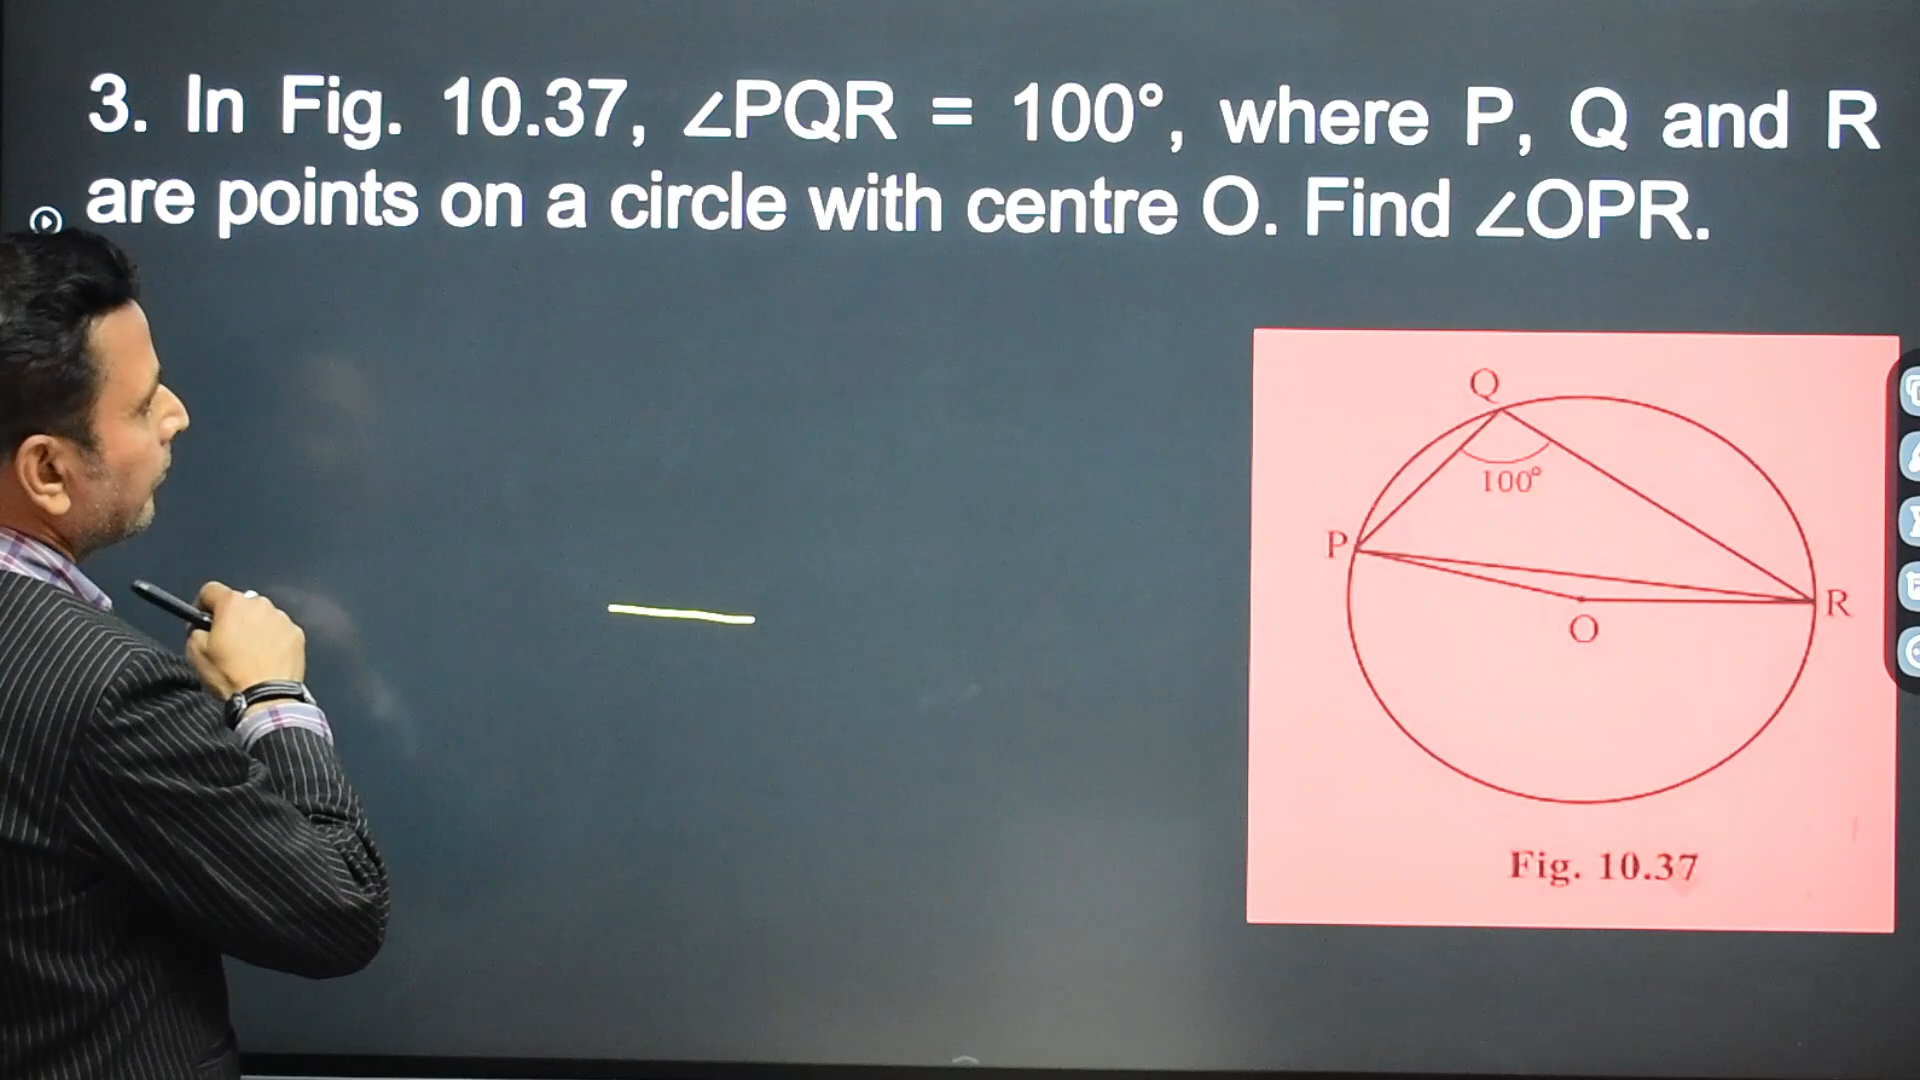 3. In Fig. 10.37, ∠PQR = 100°, where P, Q and R
are points on a circle with centre O. Find ∠OPR.
Q
100°
P
R
O
Fig. 10.37